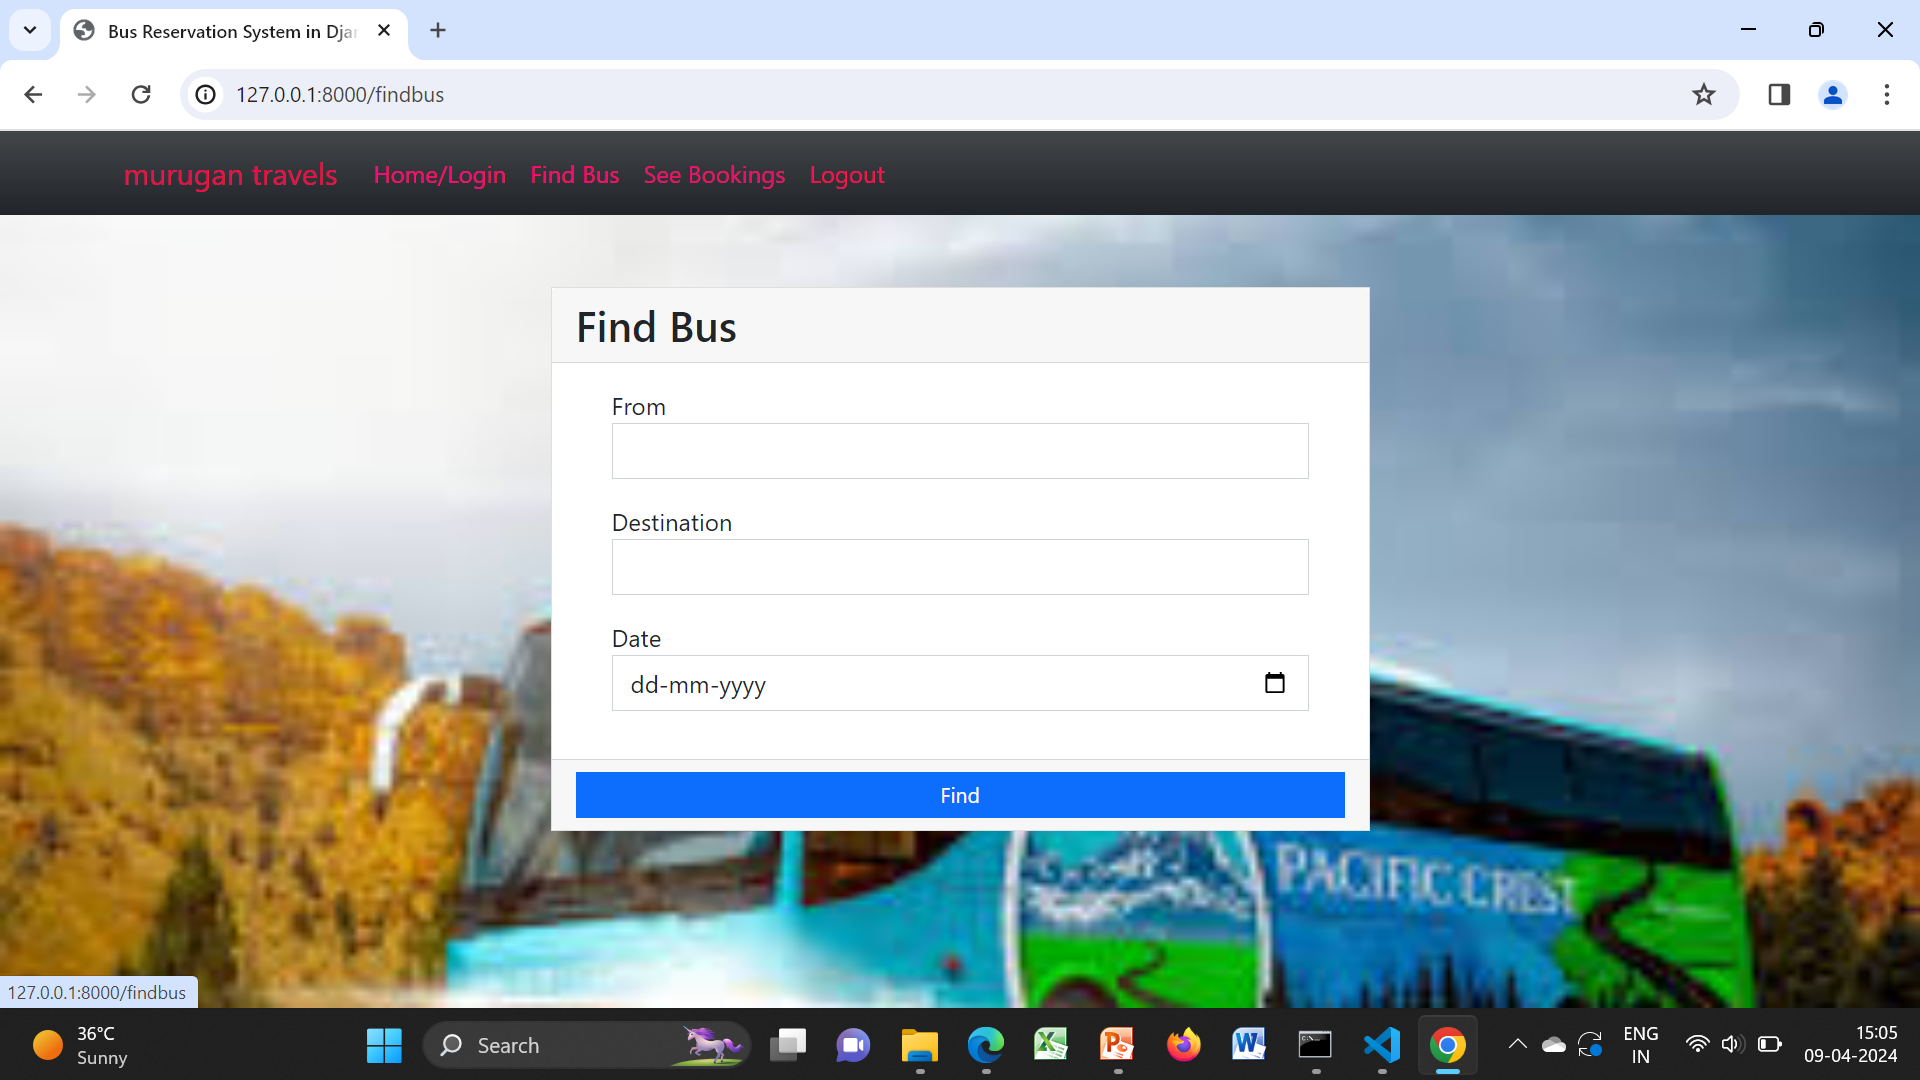 Bus Reservation System in Djan
127.0.0.1:8000/findbus
murugan travels Home/Login Find Bus See Bookings Logout
Find Bus
From
Destination
Date
dd-mm-yyyy
Find
PACIFIC CREST
127.0.0.1:8000/findbus
36°C
Sunny
Search
ENG
IN
15:05
09-04-2024